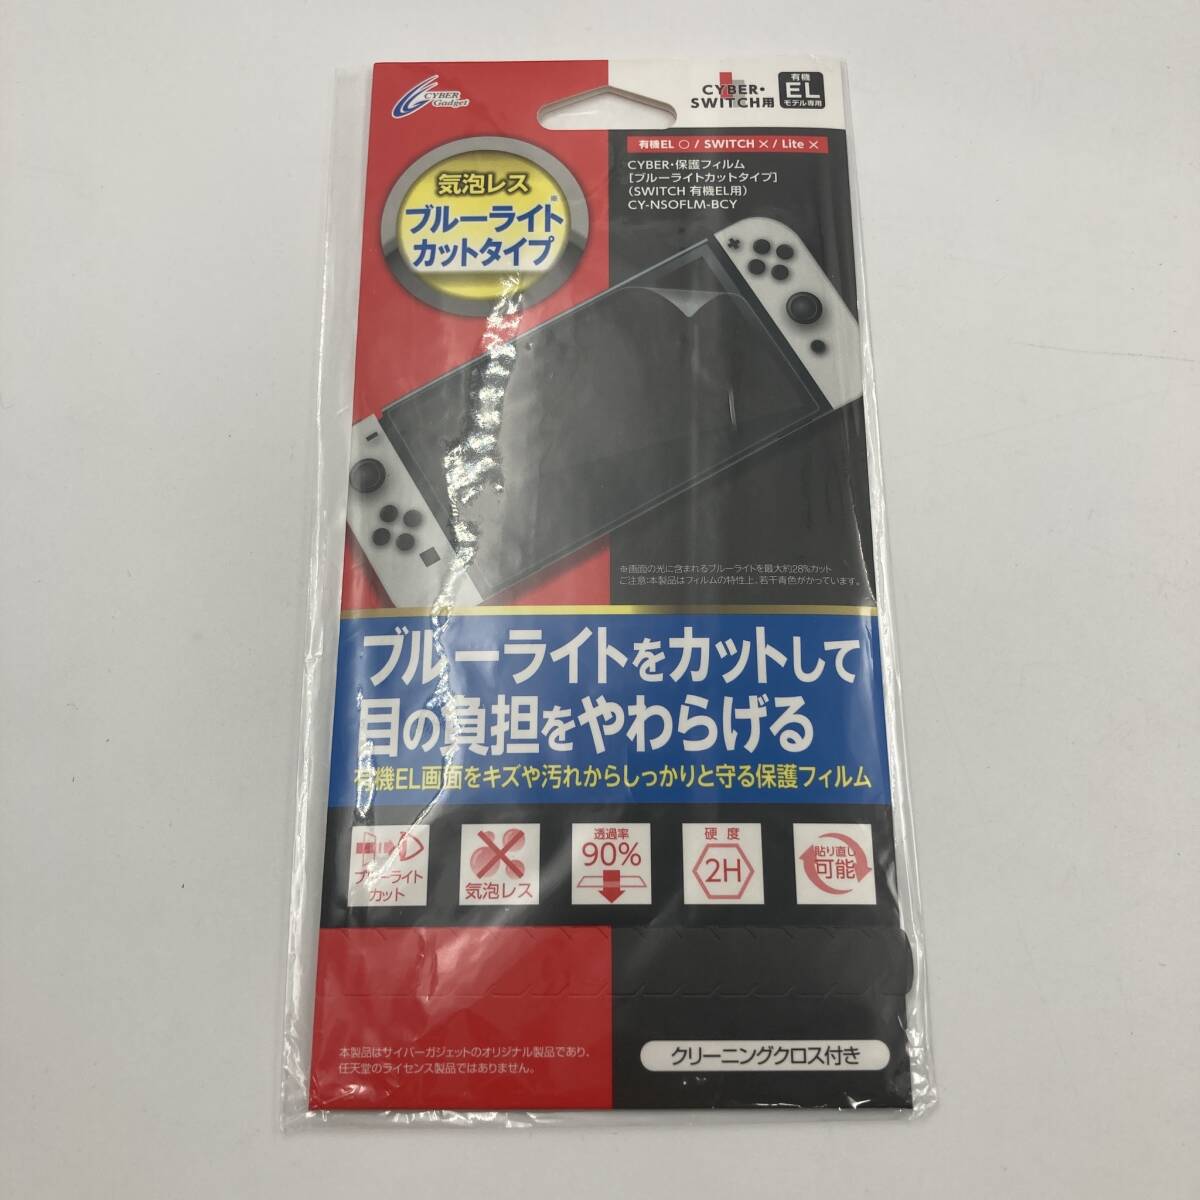 CYBER
Gadget
CYBER・
SWITCH用
有機
EL
モデル専用
有機EL ○ / SWITCH × / Lite ×
CYBER・保護フィルム
[ブルーライトカットタイプ]
(SWITCH 有機EL用)
CY-NSOFLM-BCY
気泡レス
ブルーライト※
カットタイプ
※画面の光に含まれるブルーライトを最大約28%カット
ご注意:本製品はフィルムの特性上、若干青色がかっています。
ブルーライトをカットして
目の負担をやわらげる
有機EL画面をキズや汚れからしっかりと守る保護フィルム
ブルーライト
カット
気泡レス
透過率
90%
硬度
2H
貼り直し
可能
本製品はサイバーガジェットのオリジナル製品であり、
任天堂のライセンス製品ではありません。
クリーニングクロス付き